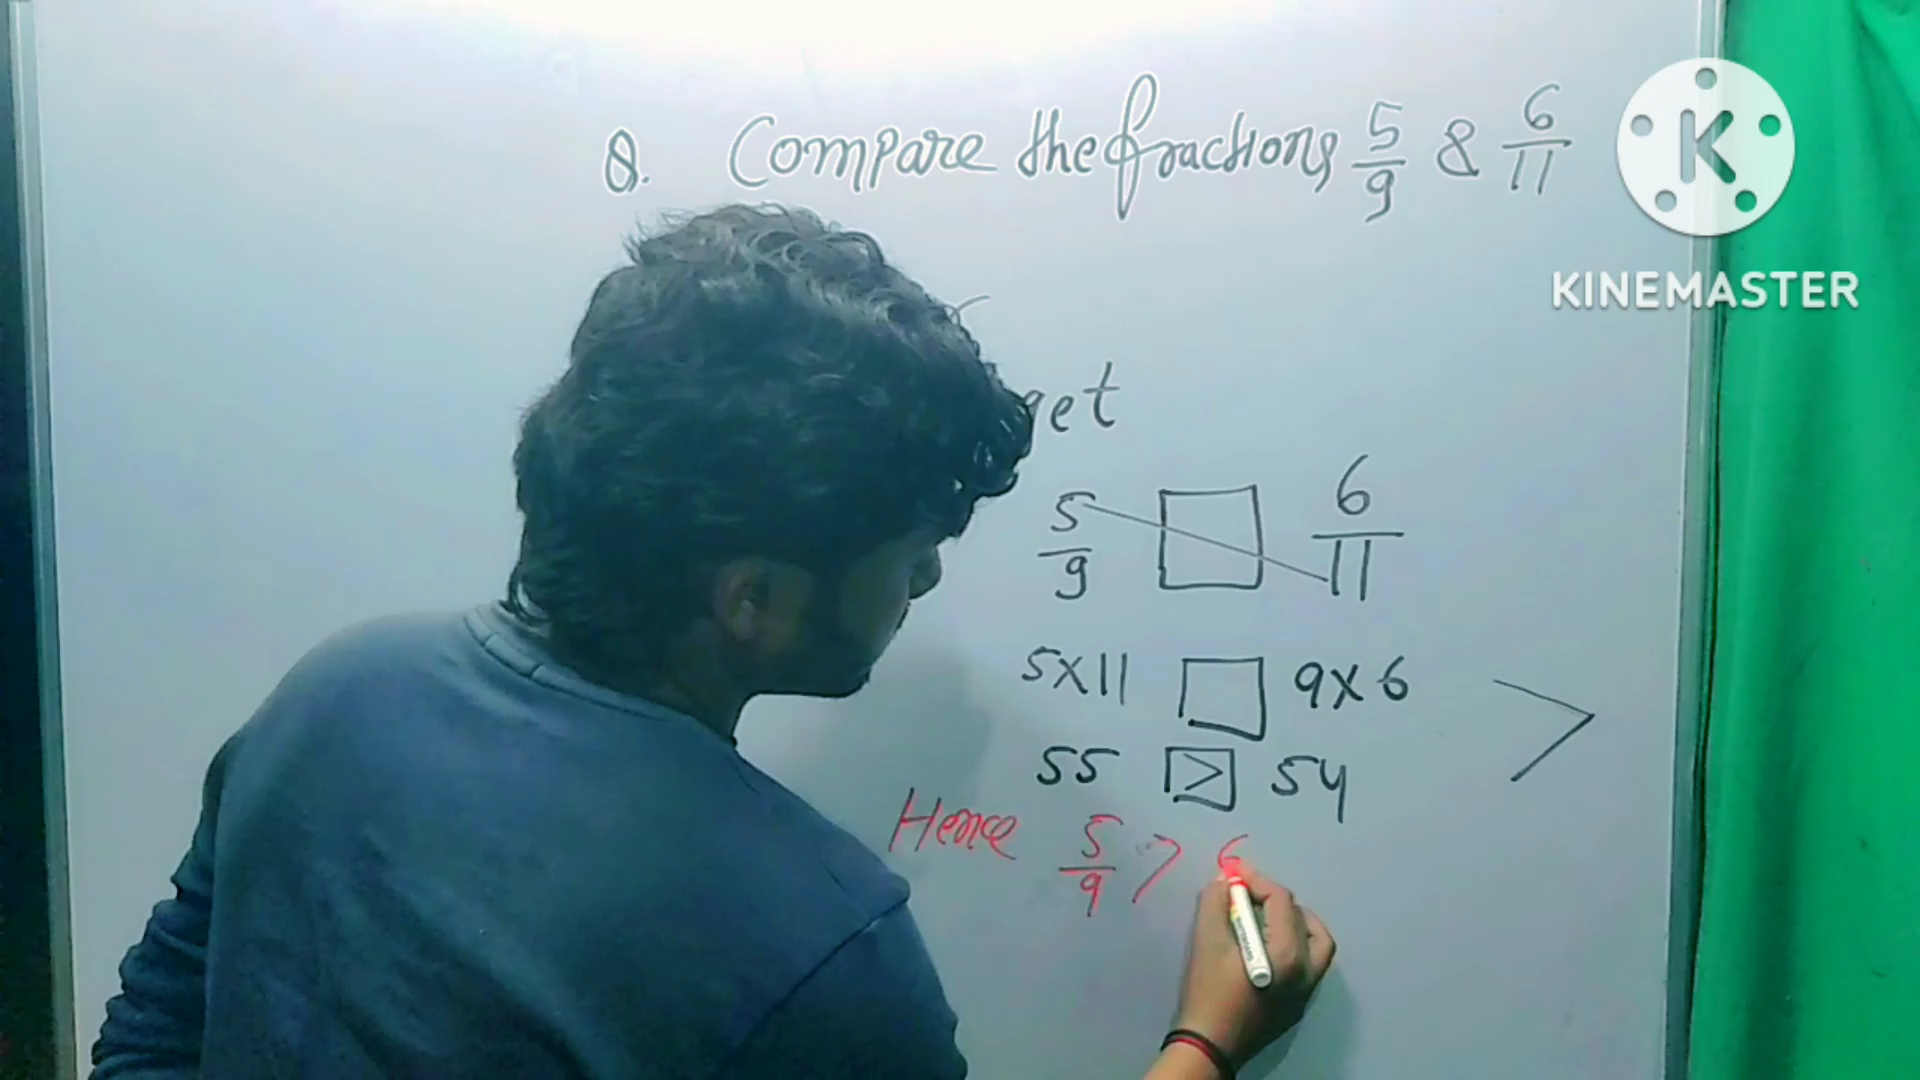 Q. Compare the fractions 5/9 & 6/11
KINEMASTER
get
5/9 □ 6/11
5x11 □ 9x6 >
55 > 54
Hence 5/9 > 6